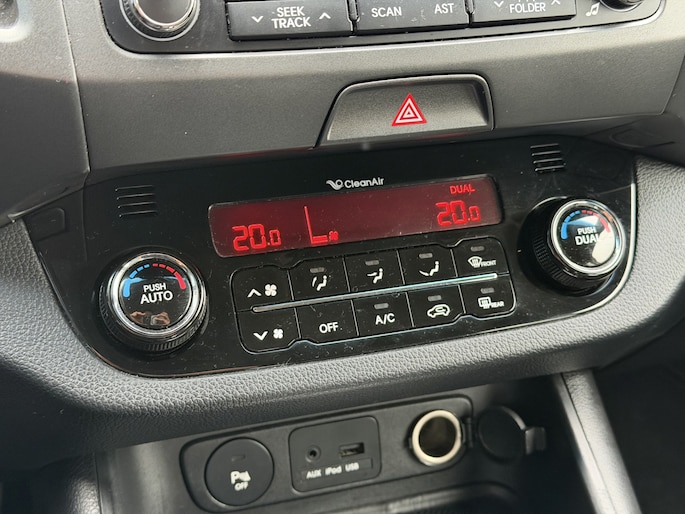 SEEK SCAN AST FOLDER
TRACK
CleanAir
DUAL
20.0 20.0
PUSH
AUTO
PUSH
DUAL
FRONT
OFF A/C REAR
AUX iPod USB
OFF